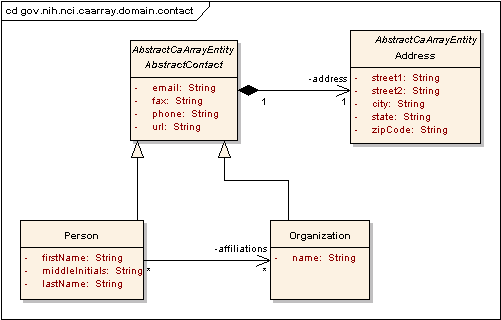 cd gov.nih.nci.caarray.domain.contact
AbstractCaArrayEntity
AbstractContact
- email: String
- fax: String
- phone: String
- url: String
-address
1
1
AbstractCaArrayEntity
Address
- street1: String
- street2: String
- city: String
- state: String
- zipCode: String
Person
- firstName: String
- middleInitials: String
- lastName: String
-affiliations
*
*
Organization
- name: String